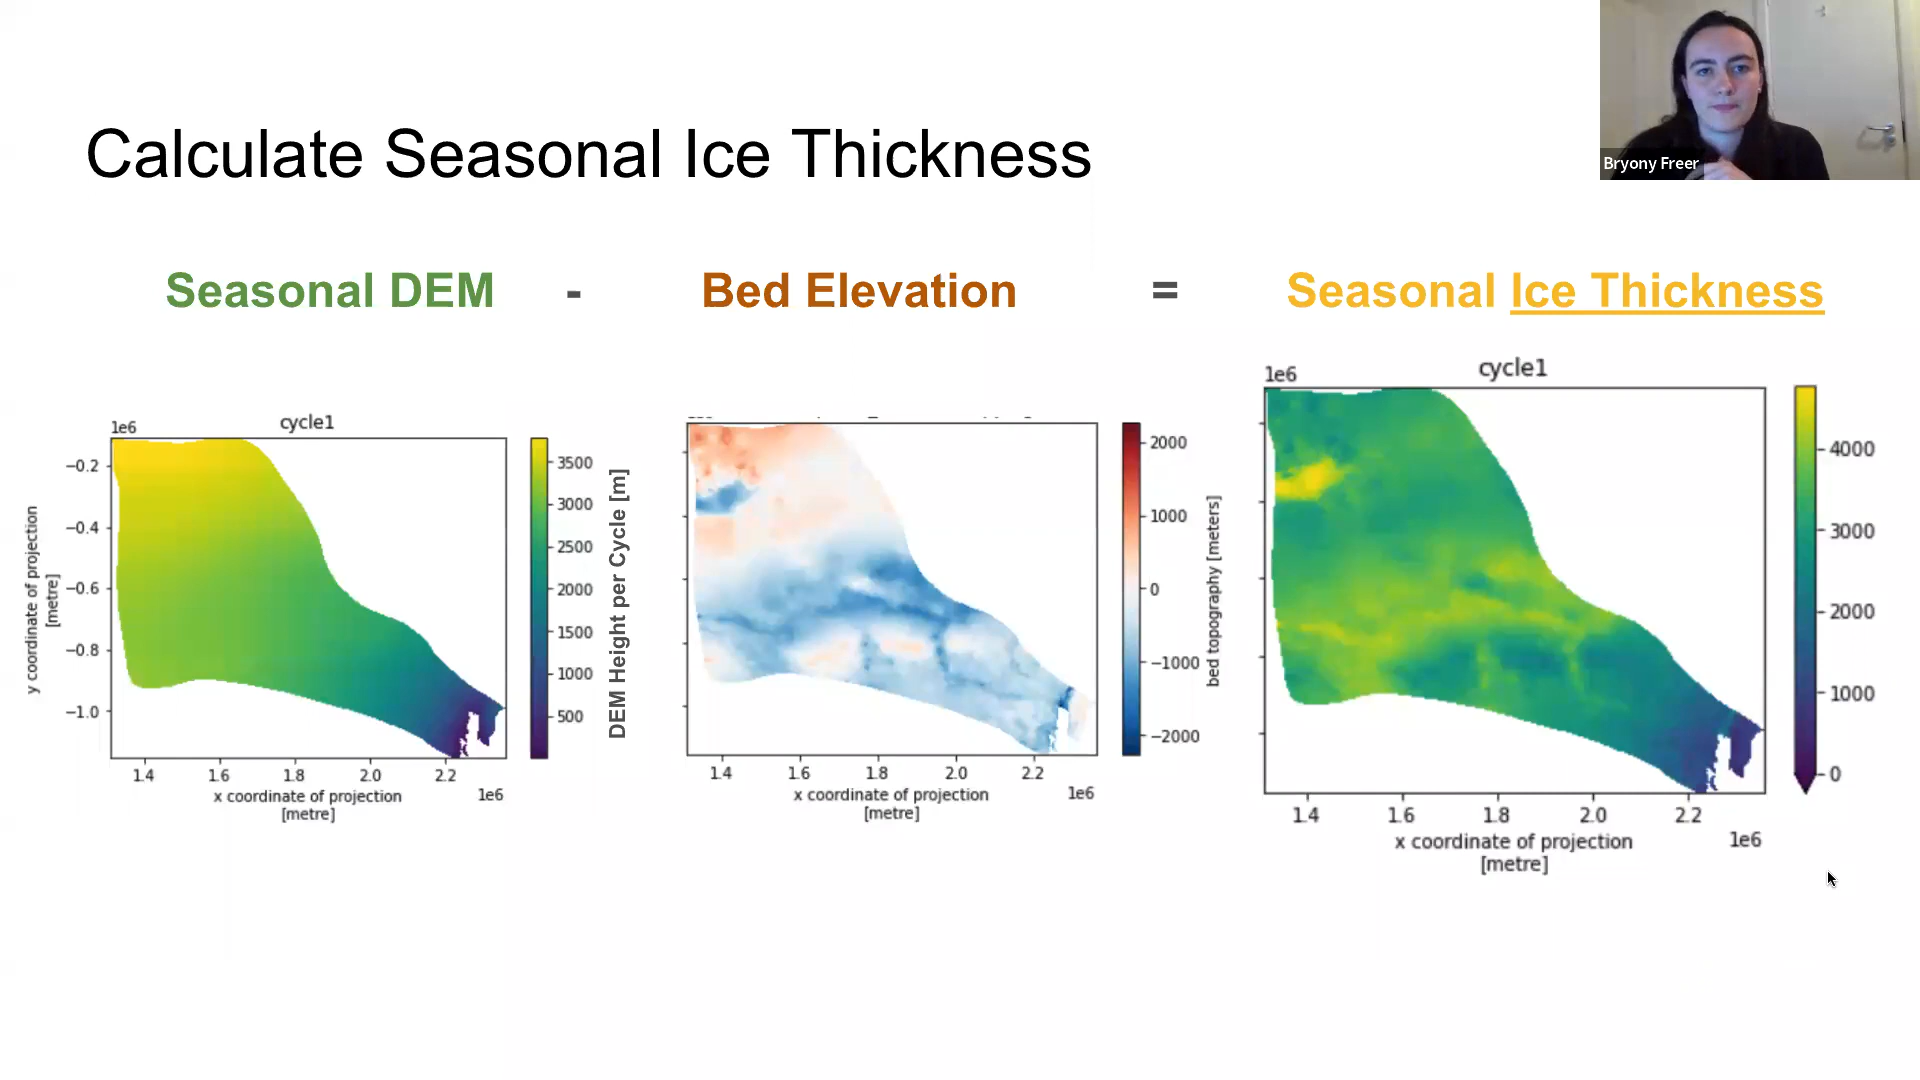 Bryony Freer
Calculate Seasonal Ice Thickness
Seasonal DEM - Bed Elevation = Seasonal Ice Thickness
cycle1
1e6
−0.2
−0.4
−0.6
−0.8
−1.0
y coordinate of projection
[metre]
1.4 1.6 1.8 2.0 2.2
x coordinate of projection
[metre]
1e6
3500
3000
2500
2000
1500
1000
500
DEM Height per Cycle [m]
1.4 1.6 1.8 2.0 2.2
x coordinate of projection
[metre]
1e6
2000
1000
0
−1000
−2000
bed topography [meters]
cycle1
1e6
1.4 1.6 1.8 2.0 2.2
x coordinate of projection
[metre]
1e6
4000
3000
2000
1000
0